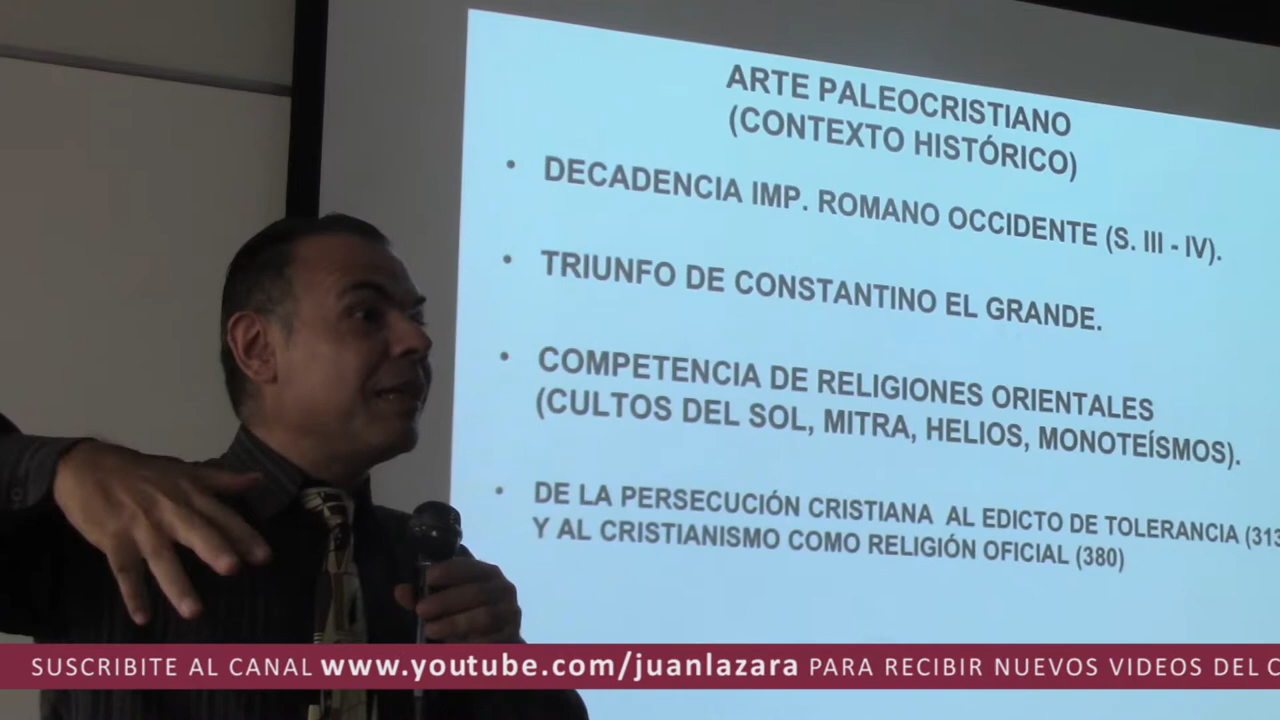 ARTE PALEOCRISTIANO
(CONTEXTO HISTÓRICO)
• DECADENCIA IMP. ROMANO OCCIDENTE (S. III - IV).
• TRIUNFO DE CONSTANTINO EL GRANDE.
• COMPETENCIA DE RELIGIONES ORIENTALES
(CULTOS DEL SOL, MITRA, HELIOS, MONOTEÍSMOS).
• DE LA PERSECUCIÓN CRISTIANA AL EDICTO DE TOLERANCIA (313
Y AL CRISTIANISMO COMO RELIGIÓN OFICIAL (380)
SUSCRIBITE AL CANAL www.youtube.com/juanlazara PARA RECIBIR NUEVOS VIDEOS DEL C